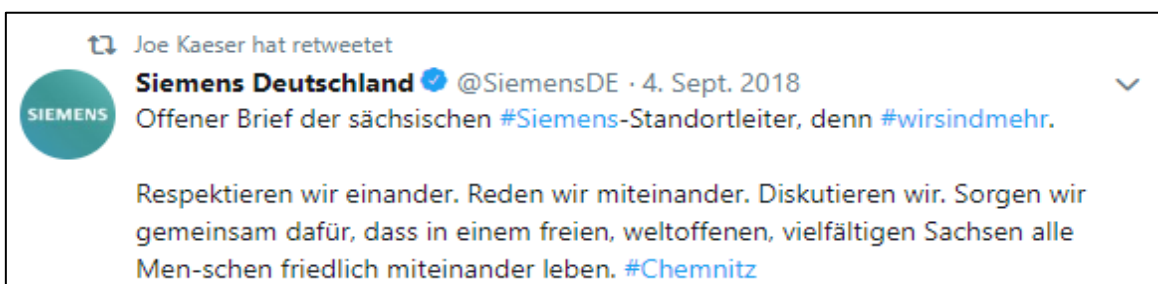 Joe Kaeser hat retweetet
Siemens Deutschland @SiemensDE · 4. Sept. 2018
SIEMENS
Offener Brief der sächsischen #Siemens-Standortleiter, denn #wirsindmehr.
Respektieren wir einander. Reden wir miteinander. Diskutieren wir. Sorgen wir
gemeinsam dafür, dass in einem freien, weltoffenen, vielfältigen Sachsen alle
Men-schen friedlich miteinander leben. #Chemnitz